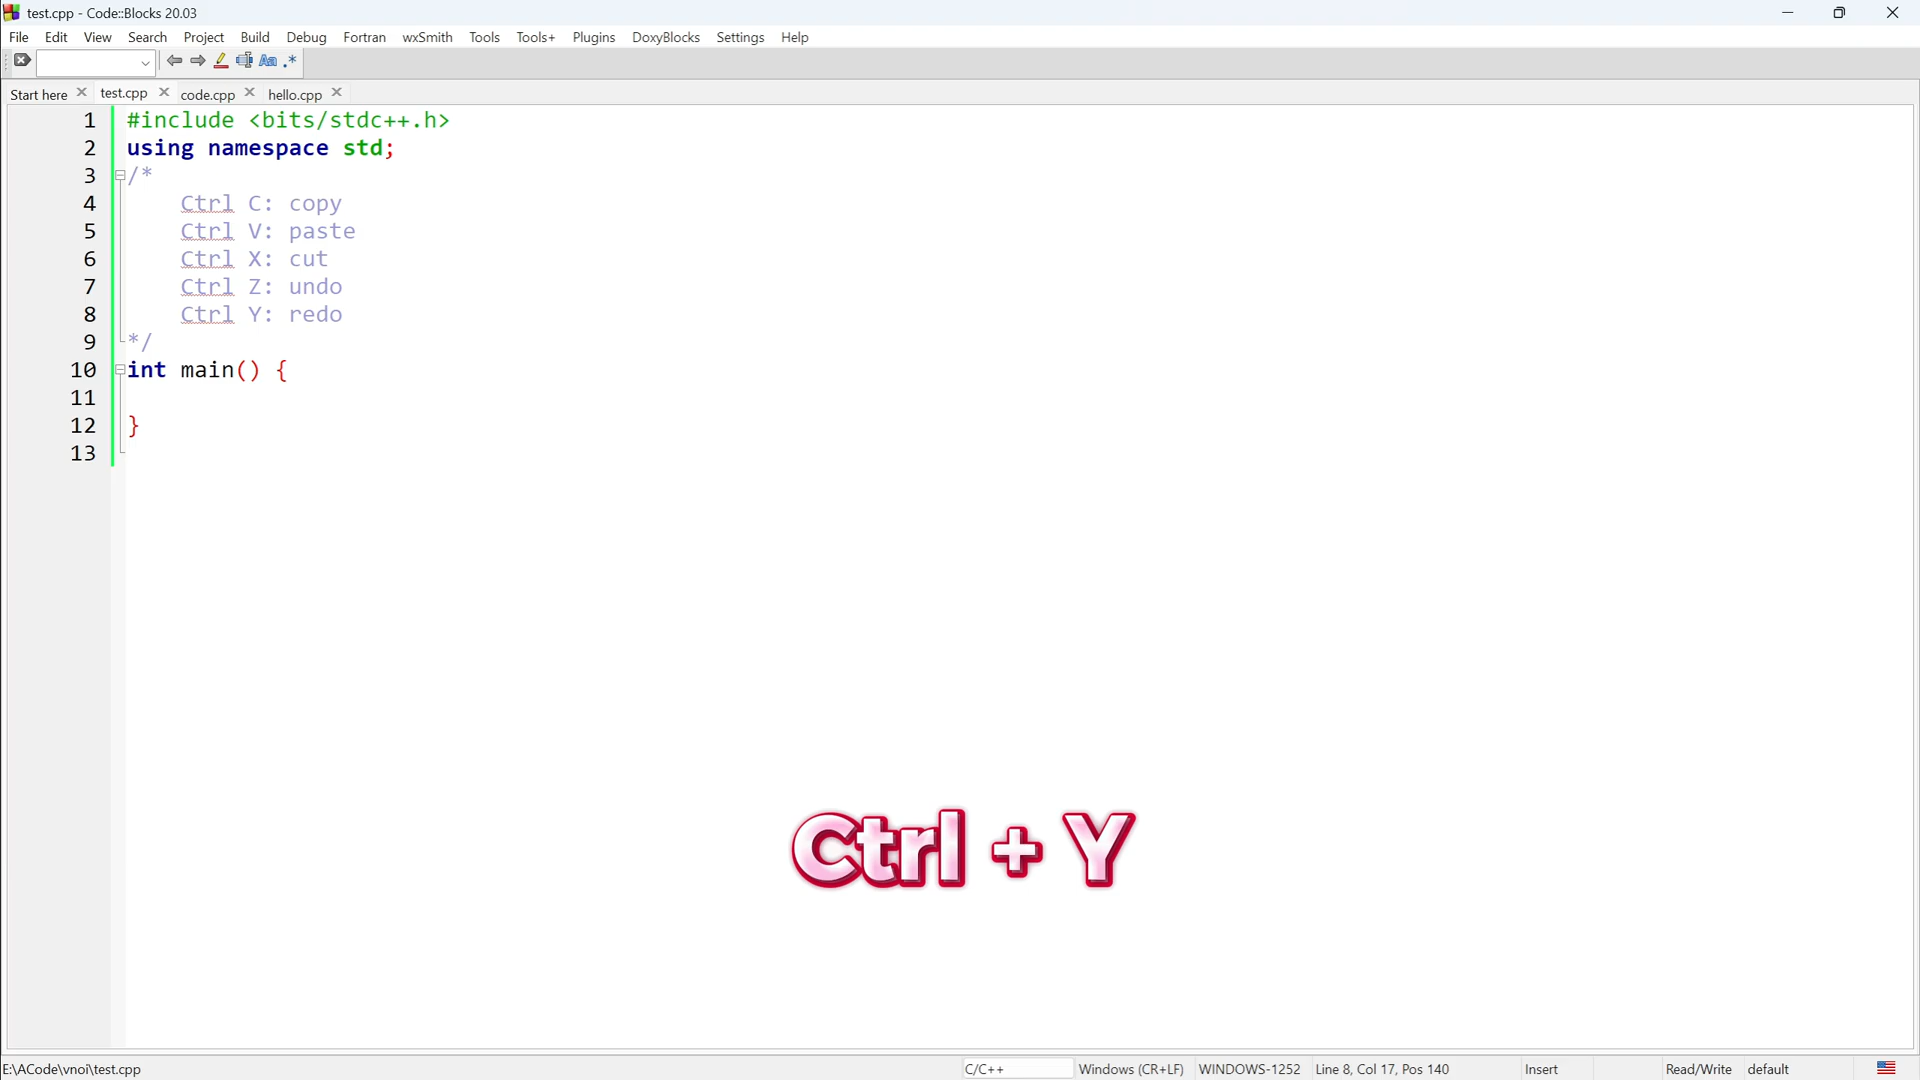 test.cpp - Code::Blocks 20.03
File Edit View Search Project Build Debug Fortran wxSmith Tools Tools+ Plugins DoxyBlocks Settings Help
Aa .*
Start here test.cpp code.cpp hello.cpp
1 #include <bits/stdc++.h>
2 using namespace std;
3 /*
4 Ctrl C: copy
5 Ctrl V: paste
6 Ctrl X: cut
7 Ctrl Z: undo
8 Ctrl Y: redo
9 */
10 int main() {
11
12 }
13
Ctrl + Y
E:\ACode\vnoi\test.cpp C/C++ Windows (CR+LF) WINDOWS-1252 Line 8, Col 17, Pos 140 Insert Read/Write default